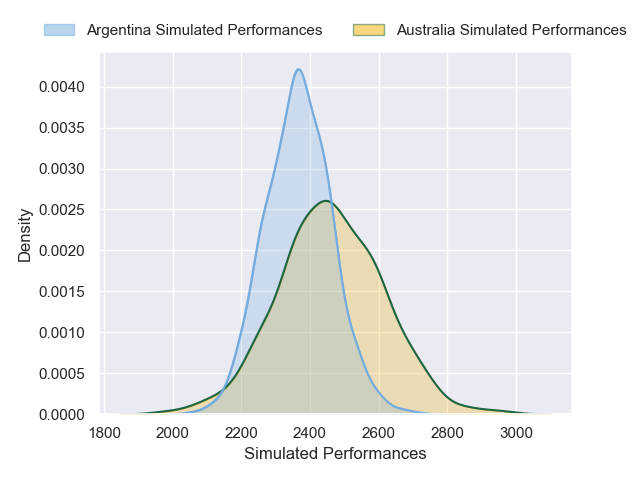 Argentina Simulated Performances Australia Simulated Performances
0.0040
0.0035
0.0030
0.0025
0.0020
0.0015
0.0010
0.0005
0.0000
Density
1800 2000 2200 2400 2600 2800 3000
Simulated Performances